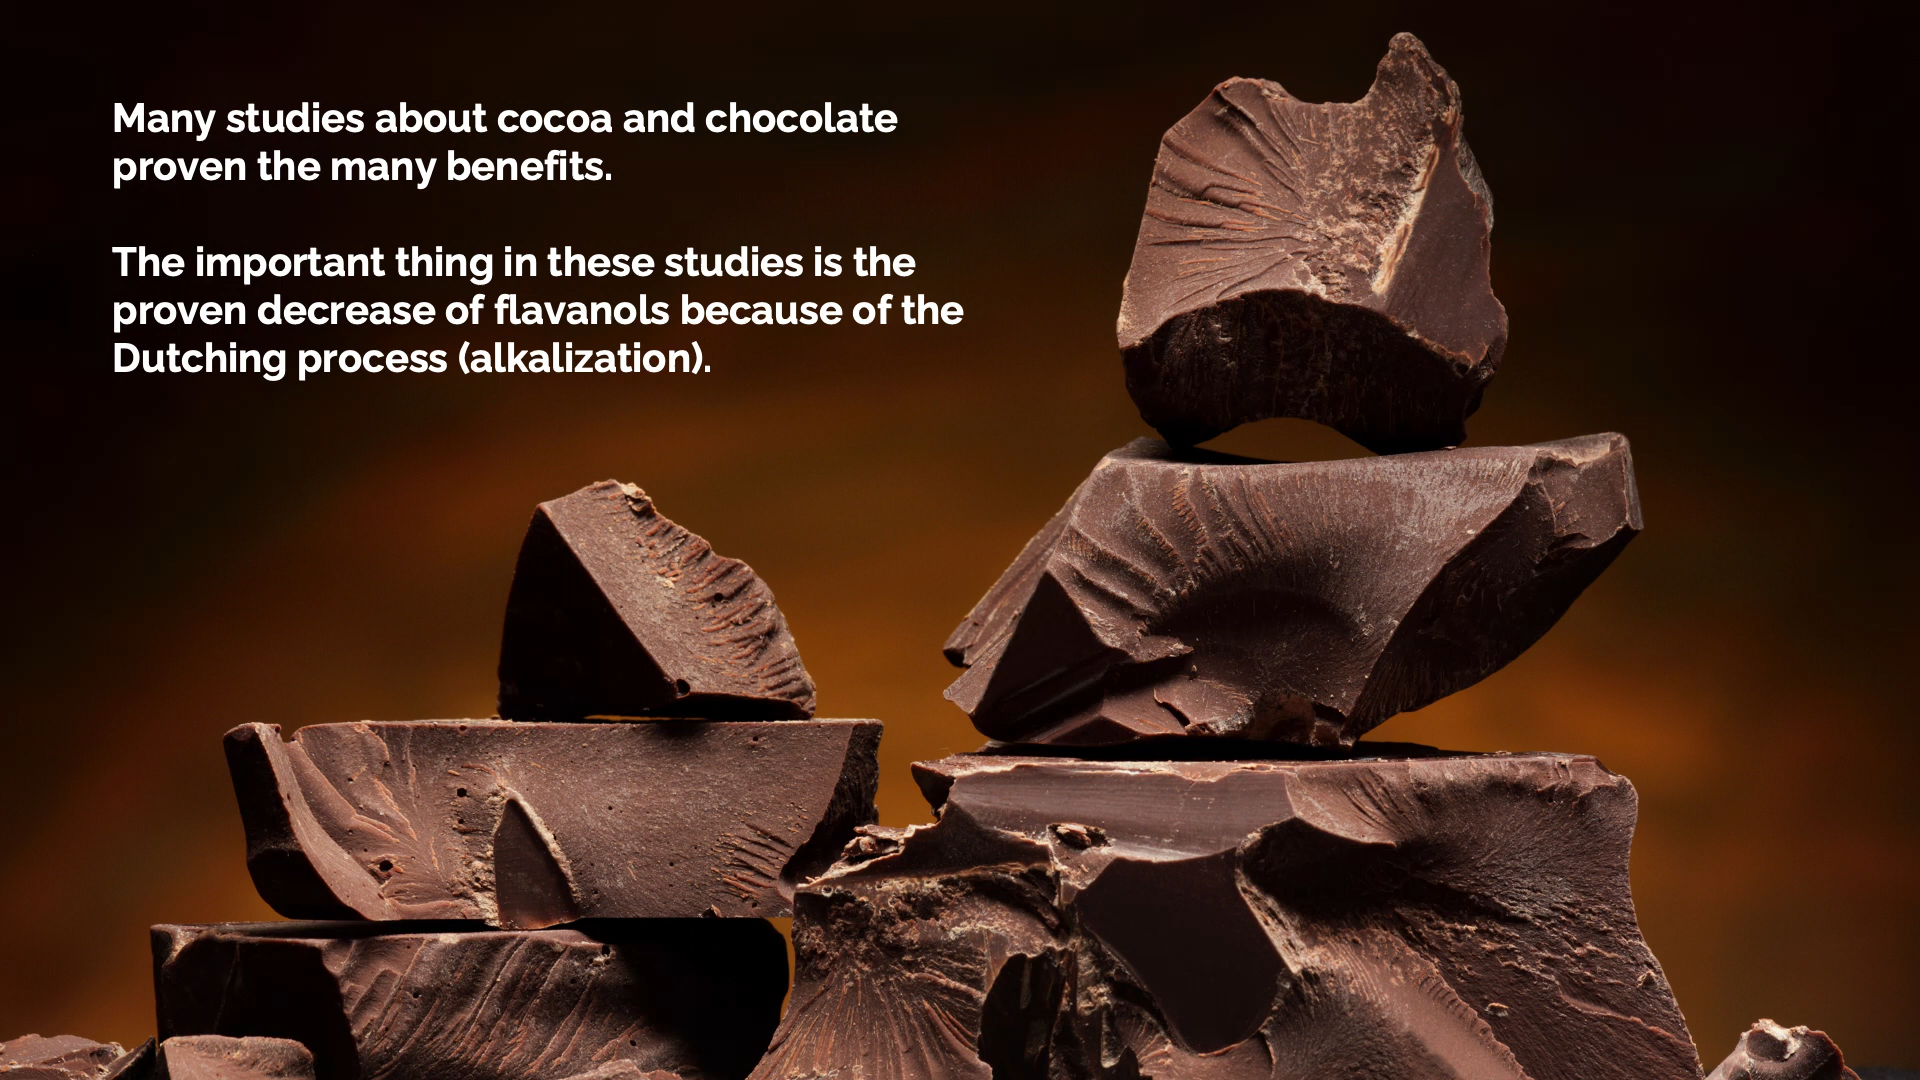 Many studies about cocoa and chocolate
proven the many benefits.
The important thing in these studies is the
proven decrease of flavanols because of the
Dutching process (alkalization).